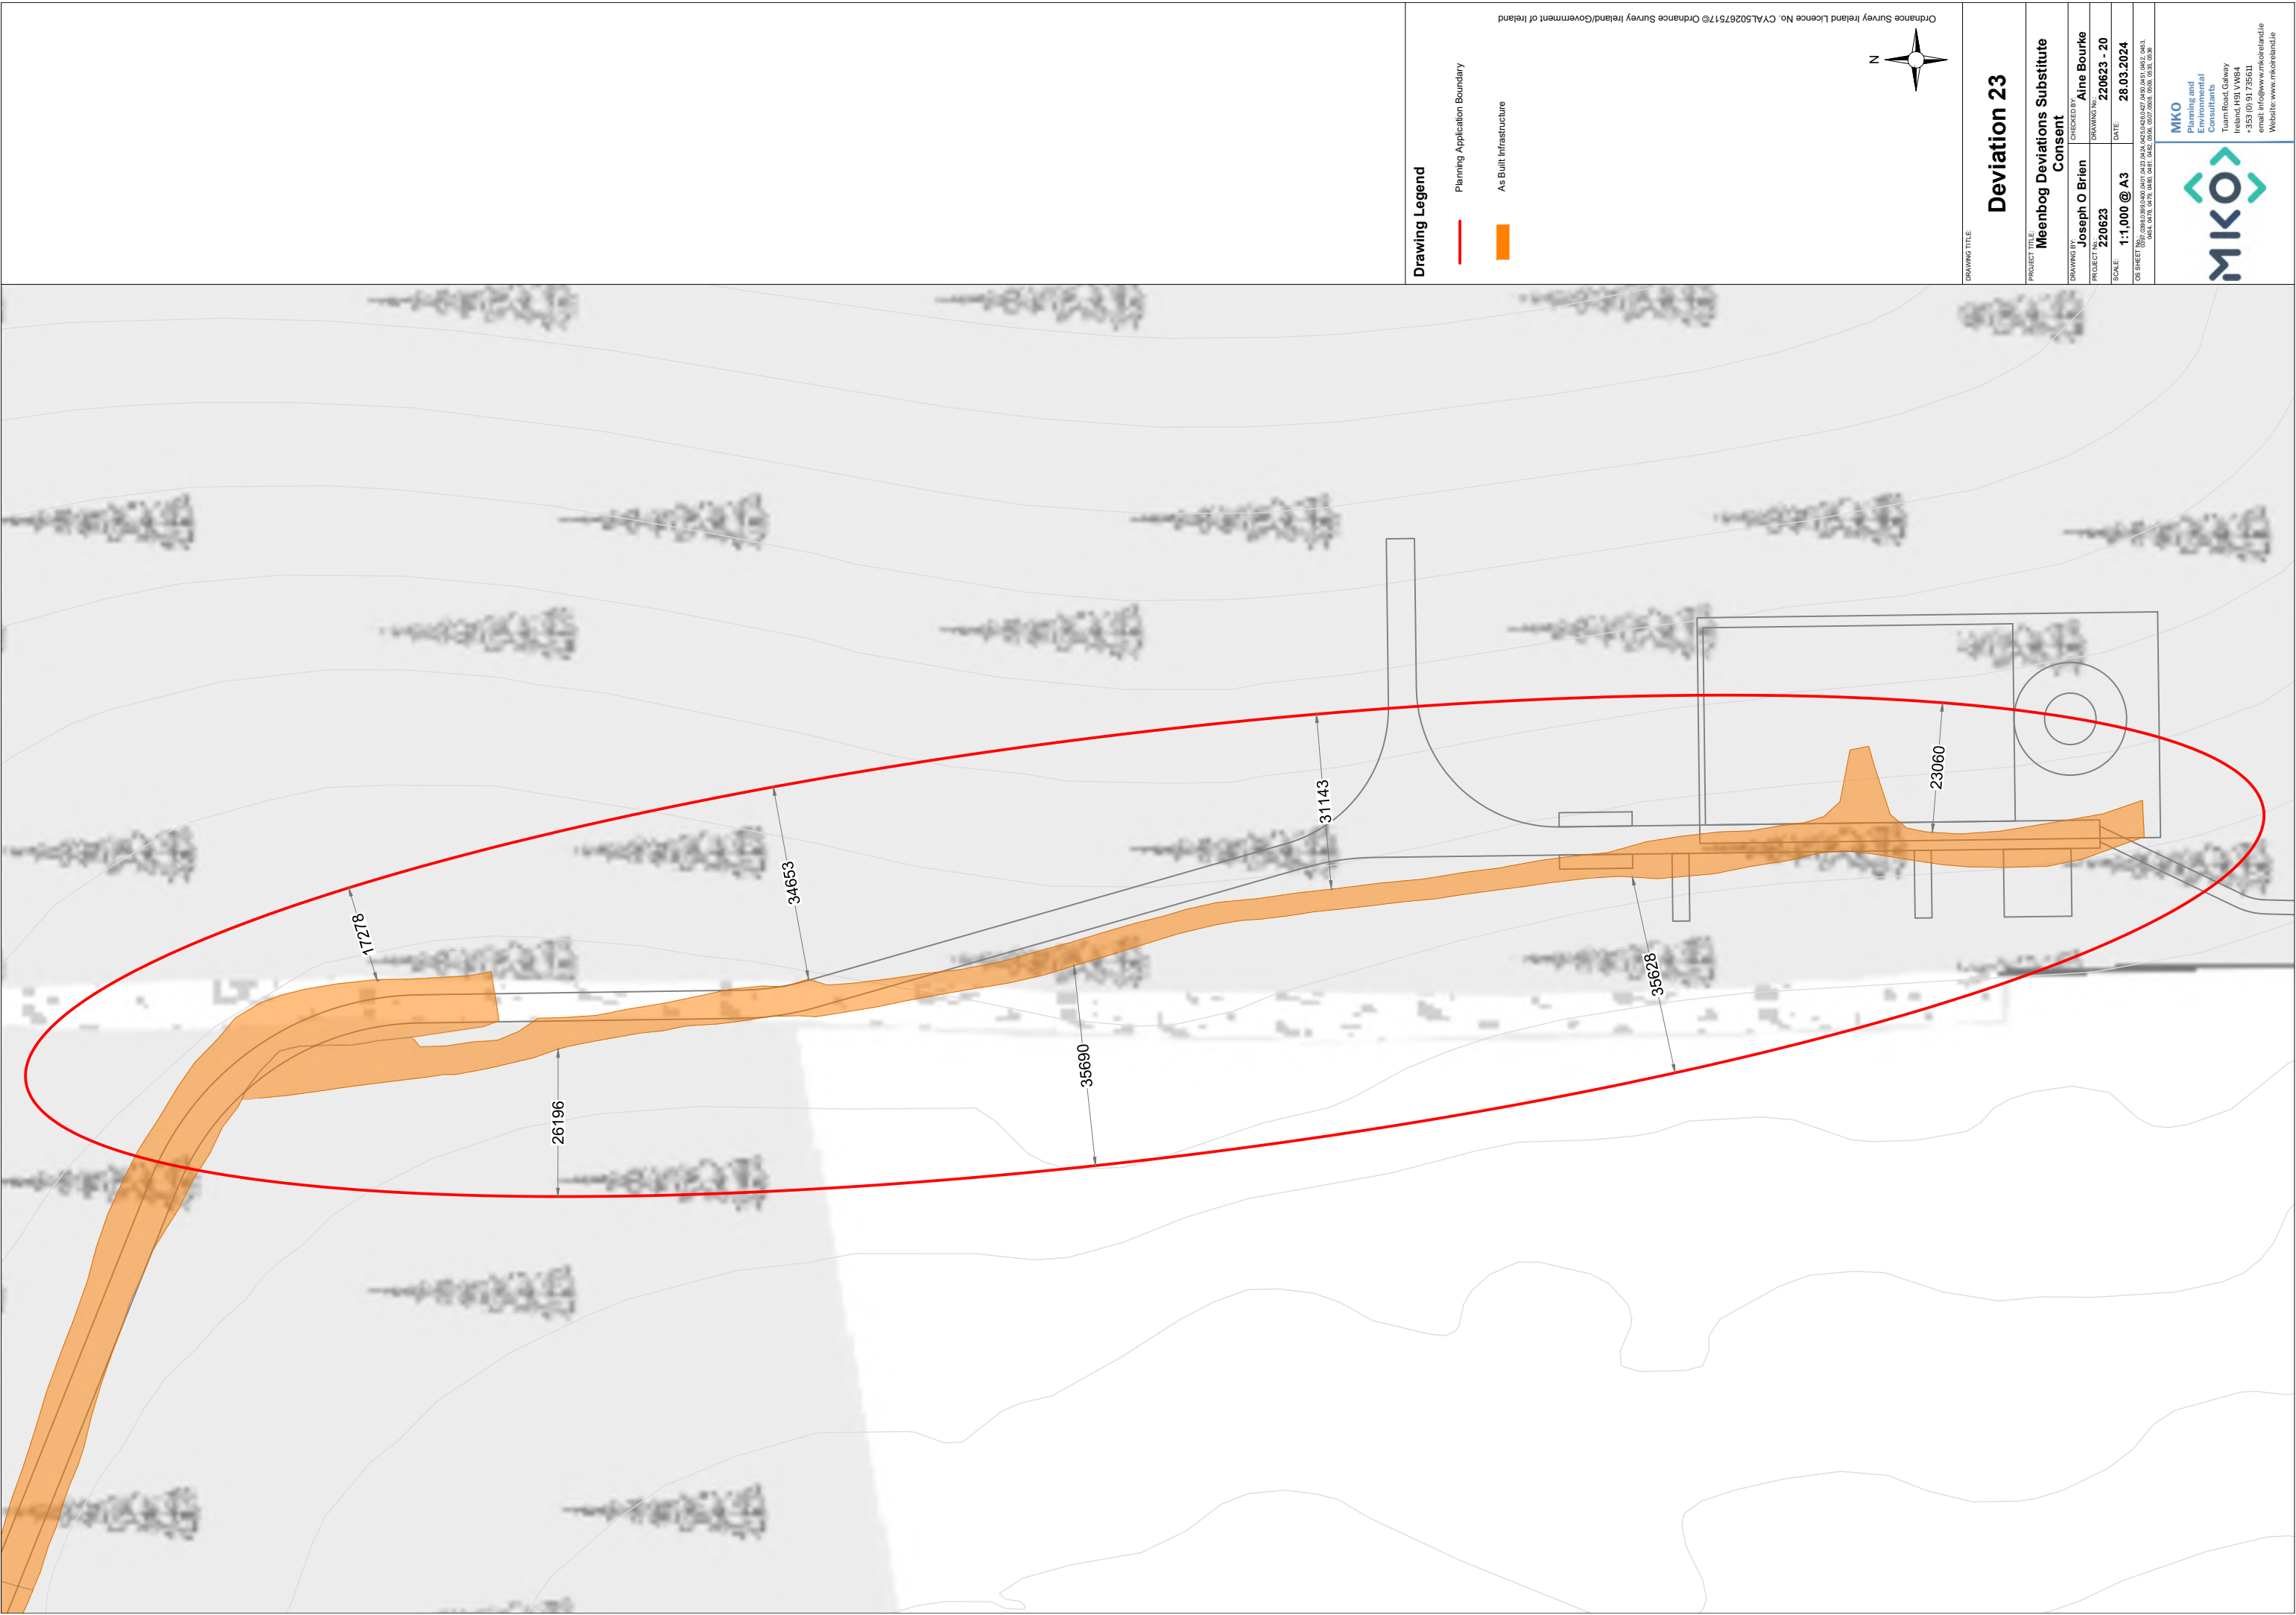 Ordnance Survey Ireland Licence No. CYAL50267517© Ordnance Survey Ireland/Government of Ireland
N
Drawing Legend
Planning Application Boundary
As Built Infrastructure
DRAWING TITLE:
Deviation 23
PROJECT TITLE:
Meenbog Deviations Substitute
Consent
DRAWING BY:
Joseph O Brien
CHECKED BY:
Aine Bourke
PROJECT No.:
220623
DRAWING No.:
220623 - 20
SCALE:
1:1,000 @ A3
DATE:
28.03.2024
OS SHEET No.:
MKO
MKO
Planning and
Environmental
Consultants
Tuam Road, Galway
Ireland, H91 VW84
+353 (0) 91 735611
email: info@www.mkoireland.ie
Website: www.mkoireland.ie
17278
34653
31143
23060
26196
35690
35628